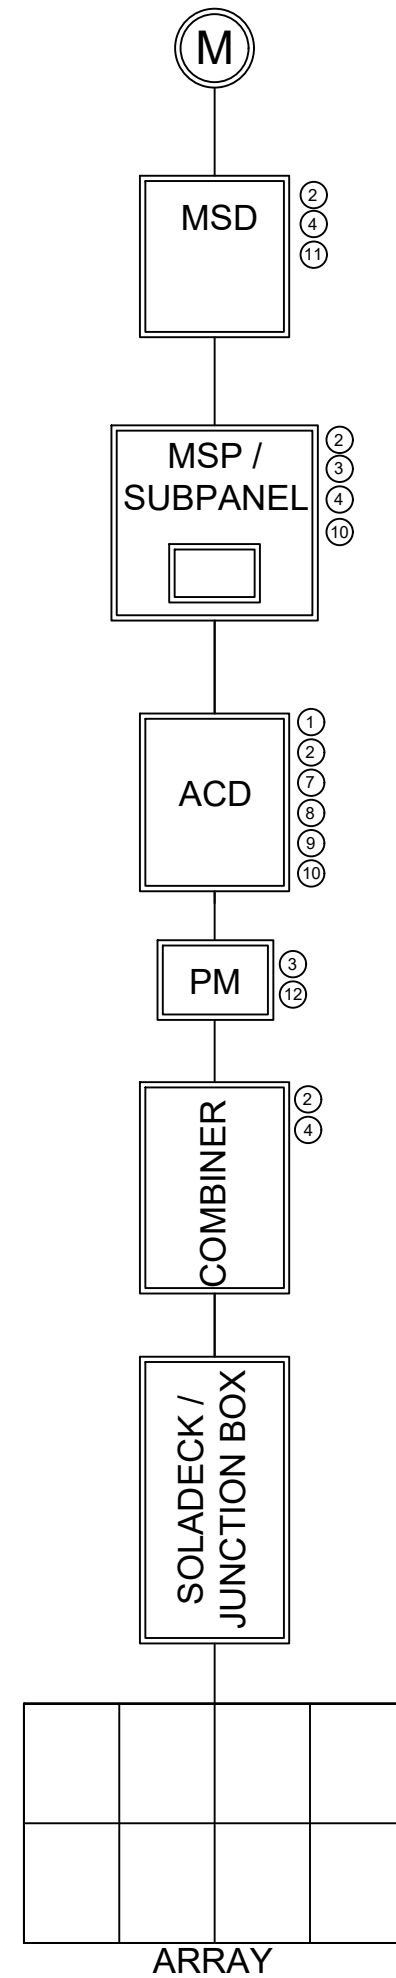 M
MSD
2
4
11
MSP /
SUBPANEL
2
3
4
10
ACD
1
2
7
8
9
10
PM
3
12
COMBINER
2
4
SOLADECK /
JUNCTION BOX
ARRAY